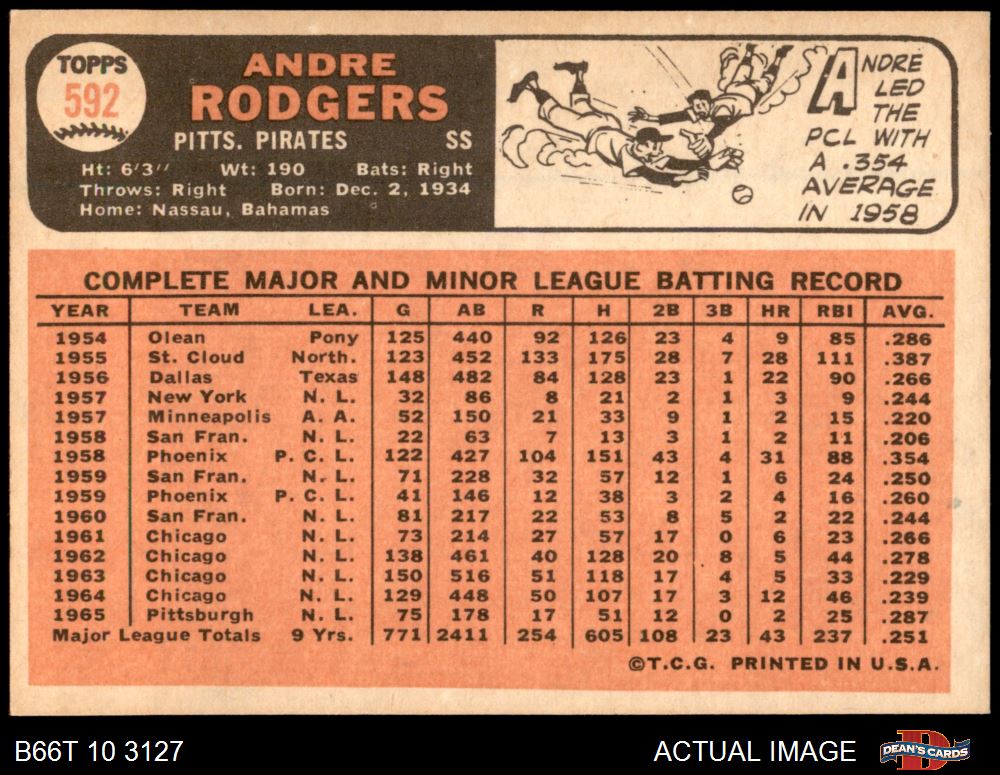 TOPPS
592
ANDRE
RODGERS
PITTS. PIRATES SS
Ht: 6'3" Wt: 190 Bats: Right
Throws: Right Born: Dec. 2, 1934
Home: Nassau, Bahamas
ANDRE
LED
THE
PCL WITH
A .354
AVERAGE
IN 1958
COMPLETE MAJOR AND MINOR LEAGUE BATTING RECORD
YEAR TEAM LEA. G AB R H 2B 3B HR RBI AVG.
1954 Olean Pony 125 440 92 126 23 4 9 85 .286
1955 St. Cloud North. 123 452 133 175 28 7 28 111 .387
1956 Dallas Texas 148 482 84 128 23 1 22 90 .266
1957 New York N. L. 32 86 8 21 2 1 3 9 .244
1957 Minneapolis A. A. 52 150 21 33 9 1 2 15 .220
1958 San Fran. N. L. 22 63 7 13 3 1 2 11 .206
1958 Phoenix P. C. L. 122 427 104 151 43 4 31 88 .354
1959 San Fran. N. L. 71 228 32 57 12 1 6 24 .250
1959 Phoenix P. C. L. 41 146 12 38 3 2 4 16 .260
1960 San Fran. N. L. 81 217 22 53 8 5 2 22 .244
1961 Chicago N. L. 73 214 27 57 17 0 6 23 .266
1962 Chicago N. L. 138 461 40 128 20 8 5 44 .278
1963 Chicago N. L. 150 516 51 118 17 4 5 33 .229
1964 Chicago N. L. 129 448 50 107 17 3 12 46 .239
1965 Pittsburgh N. L. 75 178 17 51 12 0 2 25 .287
Major League Totals 9 Yrs. 771 2411 254 605 108 23 43 237 .251
©T.C.G. PRINTED IN U.S.A.
B66T 10 3127 ACTUAL IMAGE DEAN'S CARDS